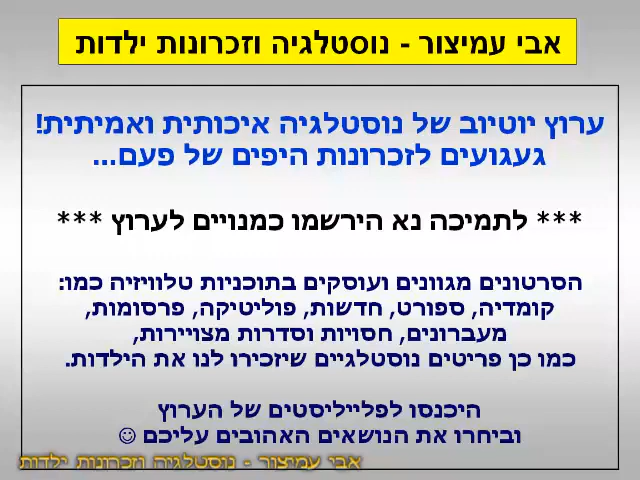 אבי עמיצור - נוסטלגיה וזכרונות ילדות
ערוץ יוטיוב של נוסטלגיה איכותית ואמיתית!
געגועים לזכרונות היפים של פעם...
*** לתמיכה נא הירשמו כמנויים לערוץ ***
הסרטונים מגוונים ועוסקים בתוכניות טלוויזיה כמו:
קומדיה, ספורט, חדשות, פוליטיקה, פרסומות,
מעברונים, חסויות וסדרות מצויירות,
כמו כן פריטים נוסטלגיים שיזכירו לנו את הילדות.
היכנסו לפלייליסטים של הערוץ
וביחרו את הנושאים האהובים עליכם ☺
אבי עמיצור - נוסטלגיה וזכרונות ילדות